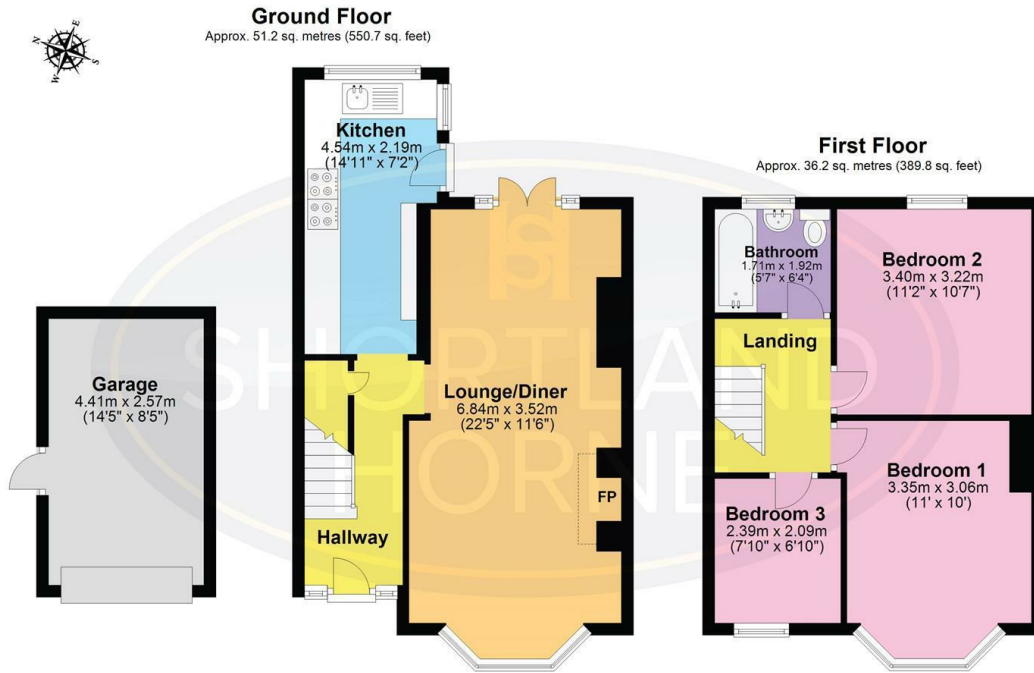 Ground Floor
Approx. 51.2 sq. metres (550.7 sq. feet)
N
E
S
W
Kitchen
4.54m x 2.19m
(14'11" x 7'2")
Garage
4.41m x 2.57m
(14'5" x 8'5")
Lounge/Diner
6.84m x 3.52m
(22'5" x 11'6")
FP
Hallway
First Floor
Approx. 36.2 sq. metres (389.8 sq. feet)
Bathroom
1.71m x 1.92m
(5'7" x 6'4")
Bedroom 2
3.40m x 3.22m
(11'2" x 10'7")
Landing
Bedroom 1
3.35m x 3.06m
(11' x 10')
Bedroom 3
2.39m x 2.09m
(7'10" x 6'10")
SHORTLAND
HORNE